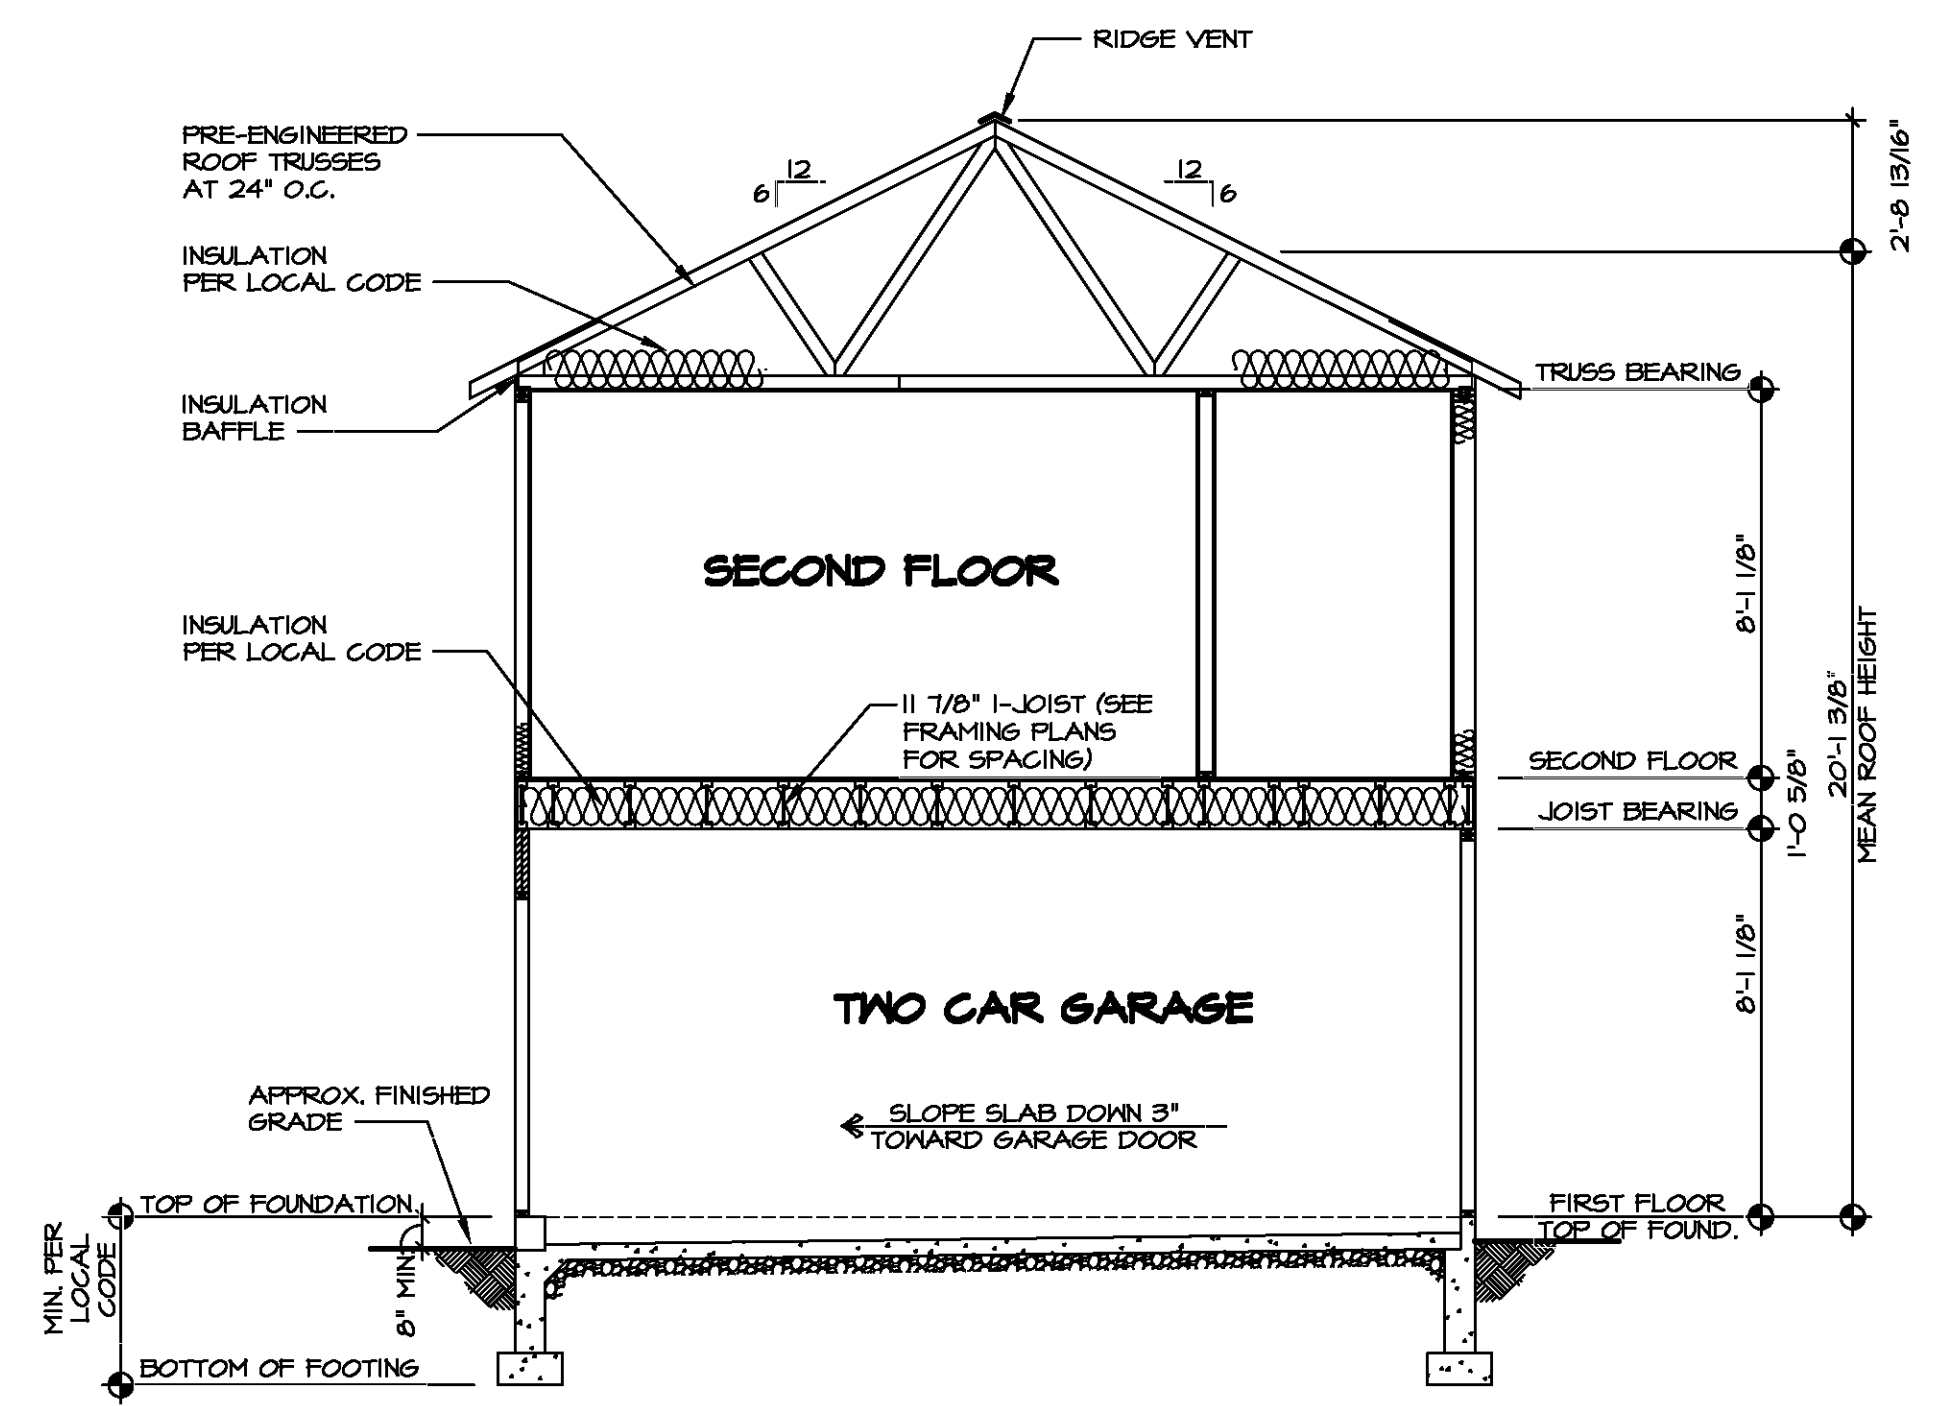 RIDGE VENT
PRE-ENGINEERED
ROOF TRUSSES
AT 24" O.C.
12
6
12
6
2'-8 13/16"
INSULATION
PER LOCAL CODE
TRUSS BEARING
INSULATION
BAFFLE
SECOND FLOOR
8'-1 1/8"
INSULATION
PER LOCAL CODE
11 7/8" I-JOIST (SEE
FRAMING PLANS
FOR SPACING)
20'-1 3/8"
MEAN ROOF HEIGHT
SECOND FLOOR
1'-0 5/8"
JOIST BEARING
8'-1 1/8"
TWO CAR GARAGE
APPROX. FINISHED
GRADE
SLOPE SLAB DOWN 3"
TOWARD GARAGE DOOR
TOP OF FOUNDATION
FIRST FLOOR
TOP OF FOUND.
MIN. PER
LOCAL
CODE
8" MIN.
BOTTOM OF FOOTING